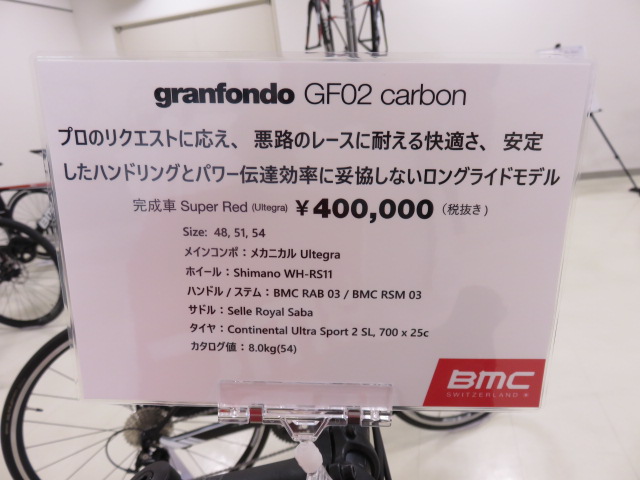 granfondo GF02 carbon
プロのリクエストに応え、悪路のレースに耐える快適さ、安定
したハンドリングとパワー伝達効率に妥協しないロングライドモデル
完成車 Super Red (Ultegra) ¥400,000 (税抜き)
Size: 48, 51, 54
メインコンポ：メカニカル Ultegra
ホイール：Shimano WH-RS11
ハンドル / ステム：BMC RAB 03 / BMC RSM 03
サドル：Selle Royal Saba
タイヤ：Continental Ultra Sport 2 SL, 700 x 25c
カタログ値：8.0kg(54)
BMC
SWITZERLAND